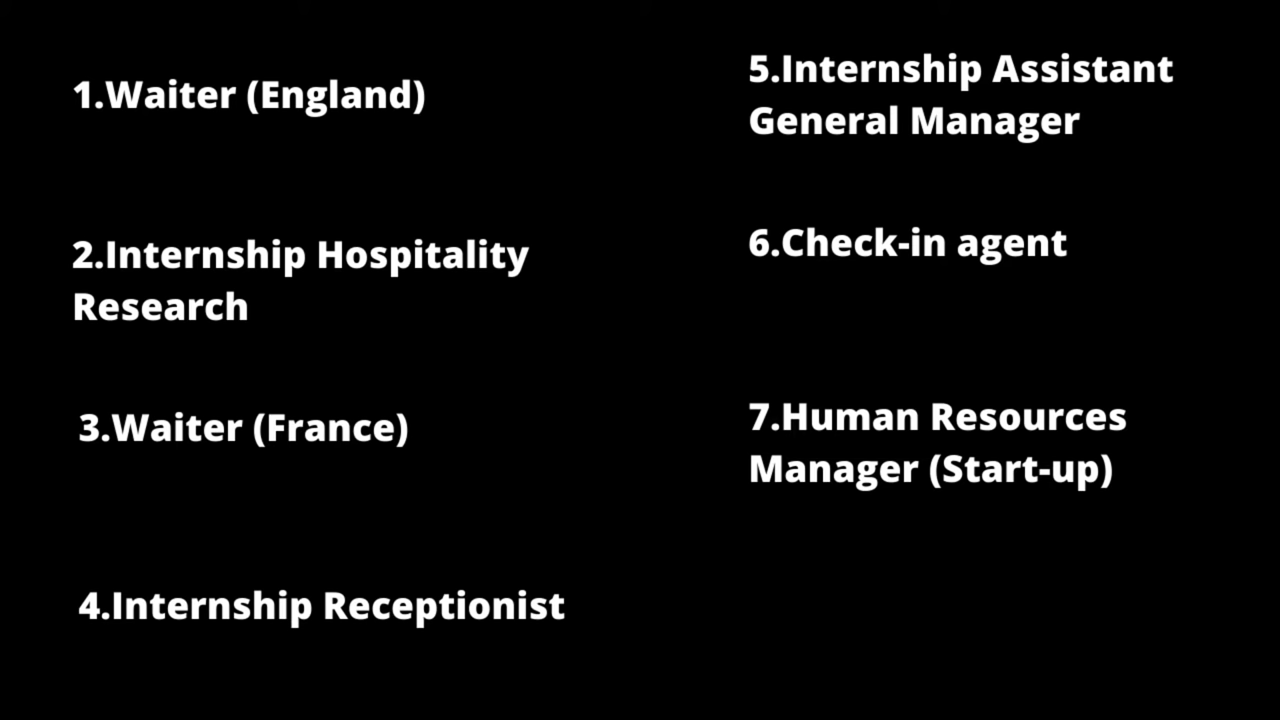 1.Waiter (England)
2.Internship Hospitality
Research
3.Waiter (France)
4.Internship Receptionist
5.Internship Assistant
General Manager
6.Check-in agent
7.Human Resources
Manager (Start-up)